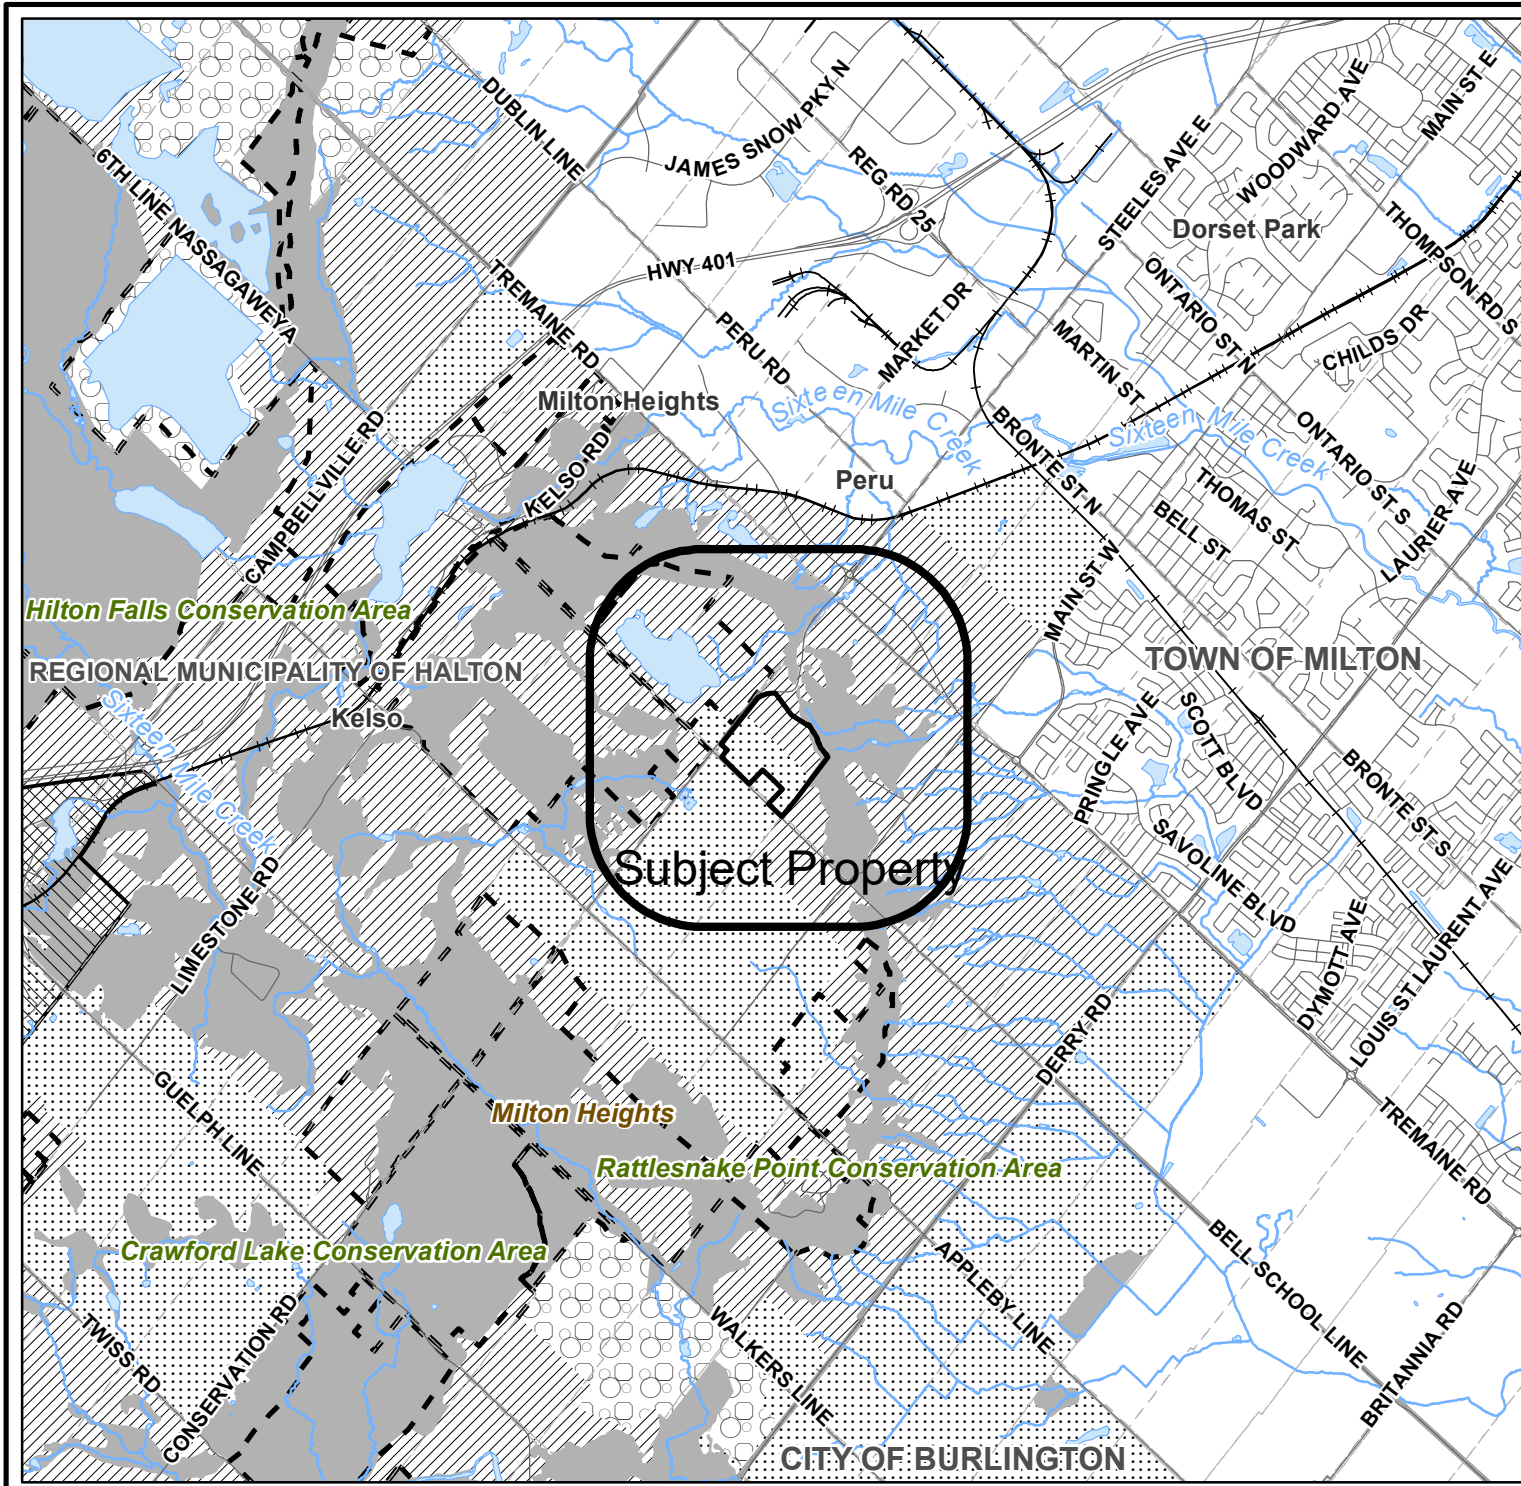 DUBLIN LINE
JAMES SNOW PKY N
REG RD 25
STEELES AVE E
WOODWARD AVE
MAIN ST E
6TH LINE NASSAGAWEYA
Dorset Park
THOMPSON RD S
HWY 401
TREMAINE RD
PERU RD
MARKET DR
MARTIN ST
ONTARIO ST N
CHILDS DR
Milton Heights
Sixteen Mile Creek
Sixteen Mile Creek
KELSO RD
CAMPBELLVILLE RD
Peru
BRONTE ST N
ONTARIO ST S
THOMAS ST
BELL ST
LAURIER AVE
MAIN ST W
Hilton Falls Conservation Area
REGIONAL MUNICIPALITY OF HALTON
TOWN OF MILTON
Kelso
Sixteen Mile Creek
PRINGLE AVE
SCOTT BLVD
BRONTE ST S
Subject Property
SAVOLINE BLVD
LIMESTONE RD
DYMOTT AVE
LOUIS ST LAURENT AVE
DERRY RD
GUELPH LINE
Milton Heights
TREMAINE RD
Rattlesnake Point Conservation Area
Crawford Lake Conservation Area
APPLEBY LINE
BELL SCHOOL LINE
TWISS RD
CONSERVATION RD
WALKERS LINE
BRITANNIA RD
CITY OF BURLINGTON